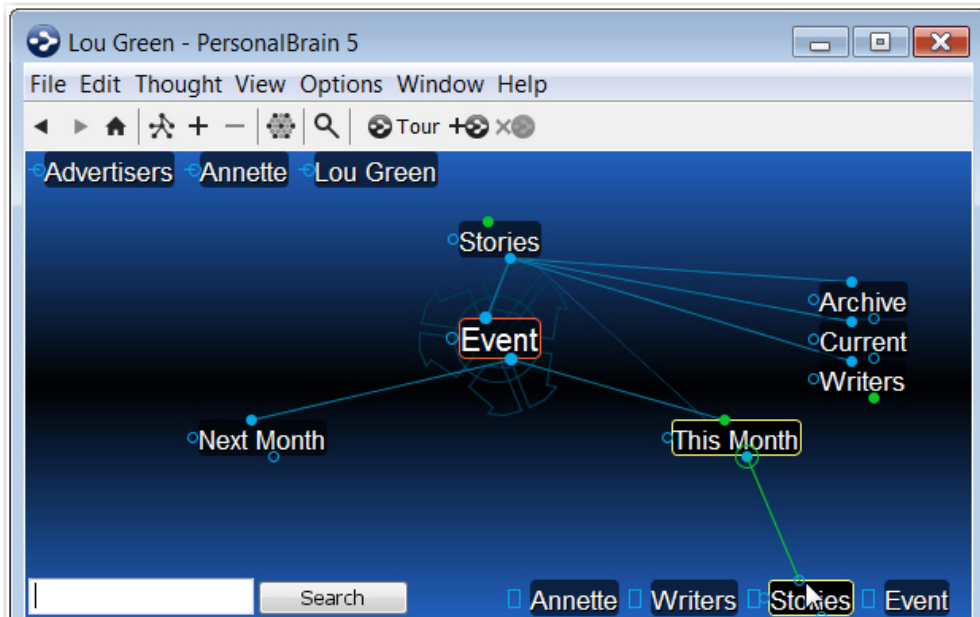 Lou Green - PersonalBrain 5
File Edit Thought View Options Window Help
Tour
Advertisers Annette Lou Green
Stories
Archive
Event Current
Writers
Next Month This Month
Search Annette Writers Stories Event